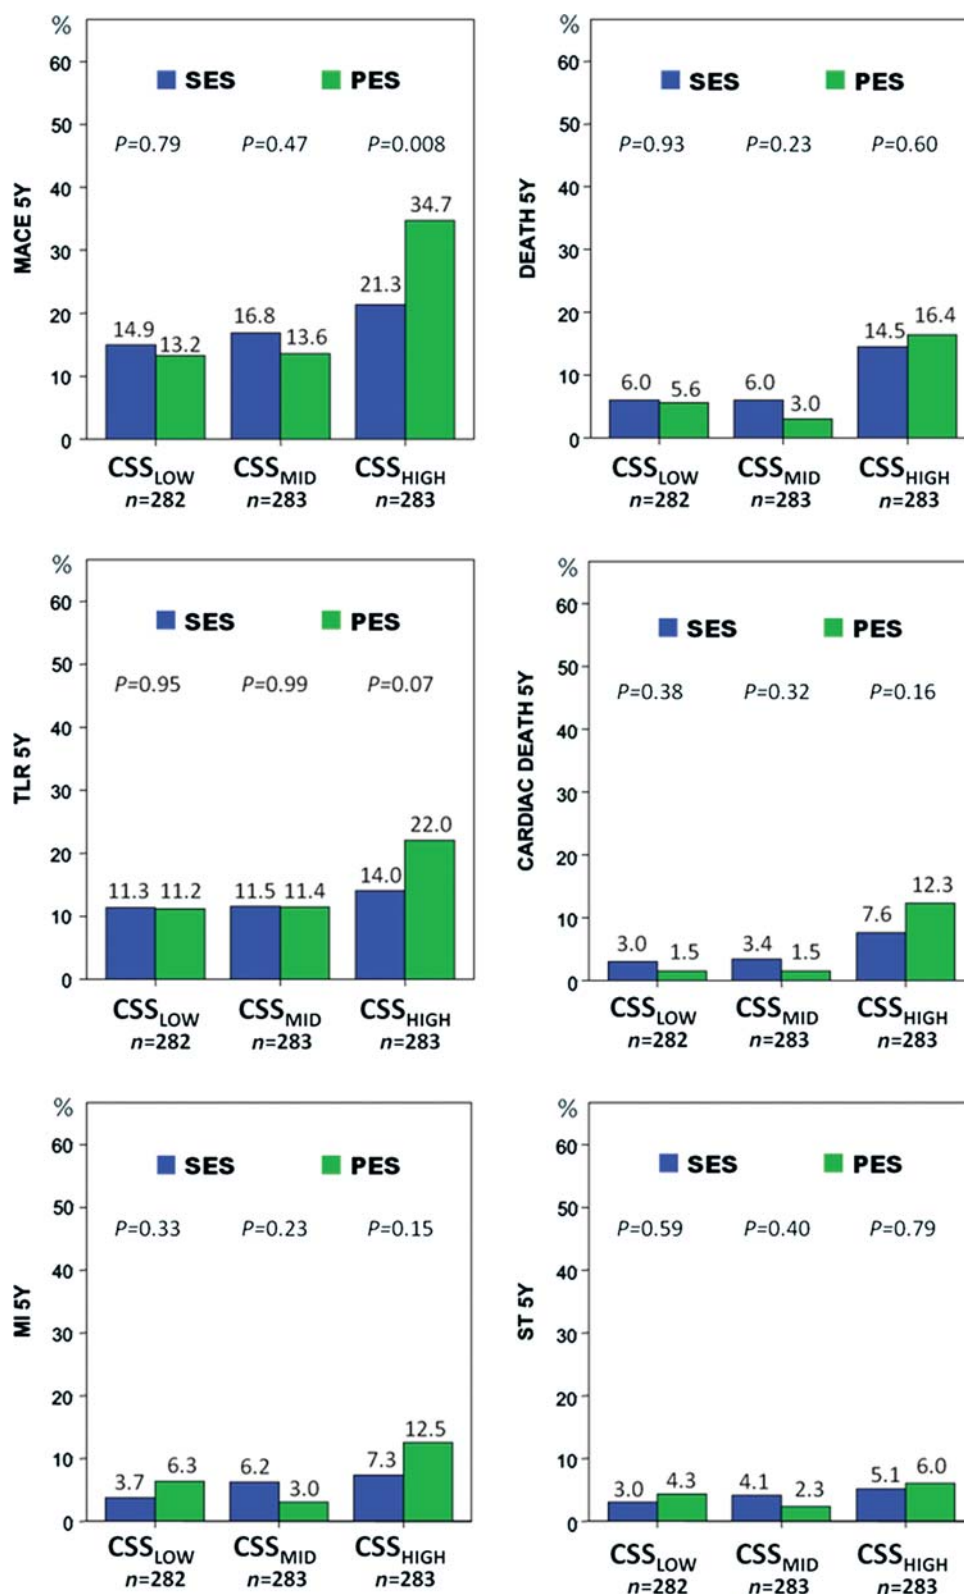 %
60
SES PES
50
P=0.79 P=0.47 P=0.008
40
34.7
MACE 5Y
30
21.3
20
14.9 13.2 16.8 13.6
10
0
CSSLOW CSSMID CSSHIGH
n=282 n=283 n=283
%
60
SES PES
50
P=0.93 P=0.23 P=0.60
40
DEATH 5Y
30
20
14.5 16.4
10
6.0 5.6 6.0 3.0
0
CSSLOW CSSMID CSSHIGH
n=282 n=283 n=283
%
60
SES PES
50
P=0.95 P=0.99 P=0.07
40
TLR 5Y
30
22.0
20
11.3 11.2 11.5 11.4 14.0
10
0
CSSLOW CSSMID CSSHIGH
n=282 n=283 n=283
%
60
SES PES
50
P=0.38 P=0.32 P=0.16
40
CARDIAC DEATH 5Y
30
20
12.3
10
3.0 1.5 3.4 1.5 7.6
0
CSSLOW CSSMID CSSHIGH
n=282 n=283 n=283
%
60
SES PES
50
P=0.33 P=0.23 P=0.15
40
MI 5Y
30
20
12.5
10
3.7 6.3 6.2 3.0 7.3
0
CSSLOW CSSMID CSSHIGH
n=282 n=283 n=283
%
60
SES PES
50
P=0.59 P=0.40 P=0.79
40
ST 5Y
30
20
10
3.0 4.3 4.1 2.3 5.1 6.0
0
CSSLOW CSSMID CSSHIGH
n=282 n=283 n=283